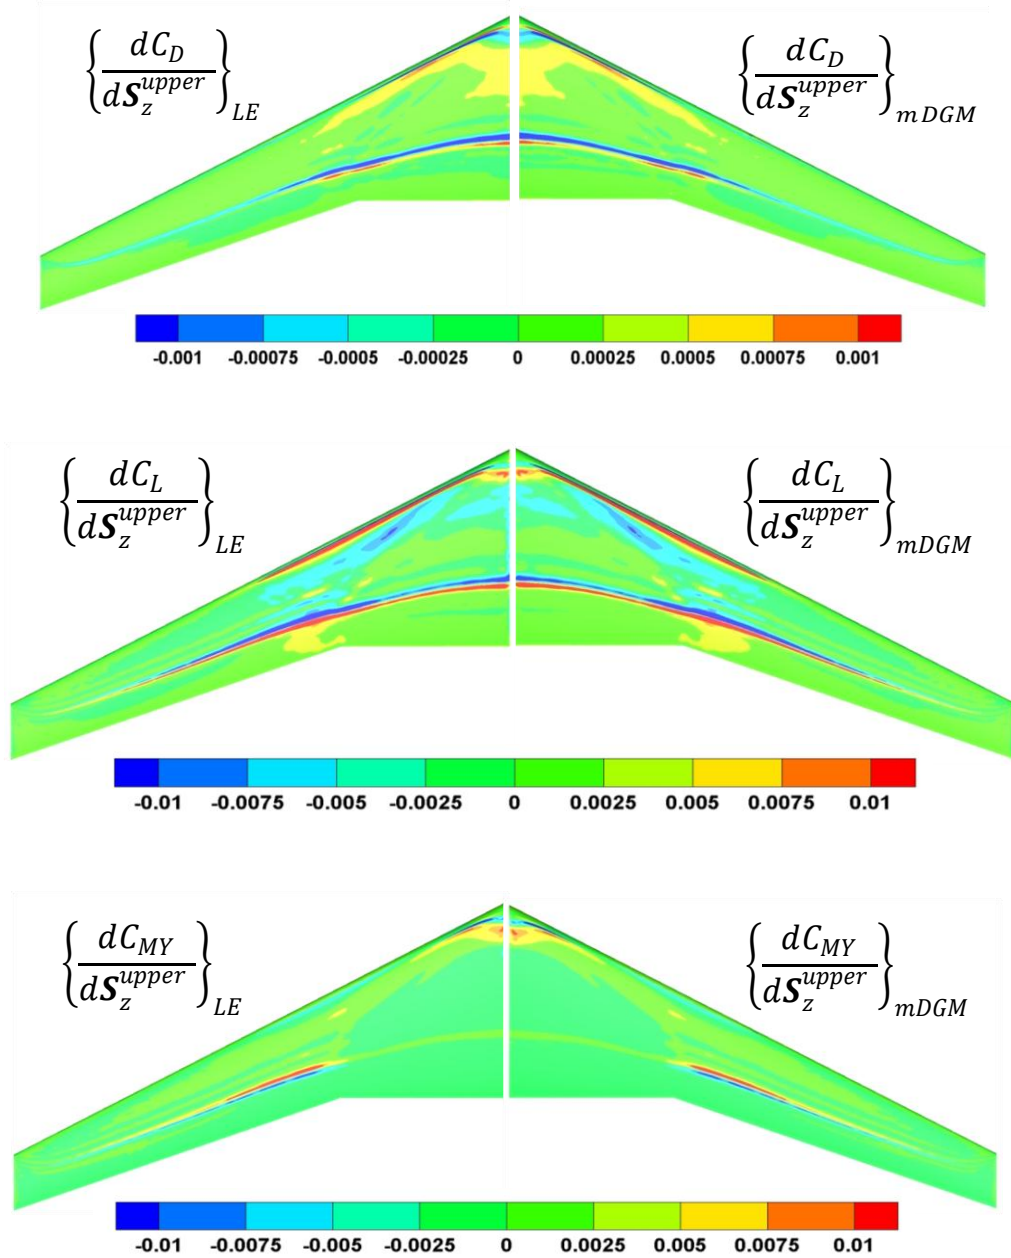 {dC_D/dS_z^upper}_LE {dC_D/dS_z^upper}_mDGM
-0.001 -0.00075 -0.0005 -0.00025 0 0.00025 0.0005 0.00075 0.001
{dC_L/dS_z^upper}_LE {dC_L/dS_z^upper}_mDGM
-0.01 -0.0075 -0.005 -0.0025 0 0.0025 0.005 0.0075 0.01
{dC_MY/dS_z^upper}_LE {dC_MY/dS_z^upper}_mDGM
-0.01 -0.0075 -0.005 -0.0025 0 0.0025 0.005 0.0075 0.01